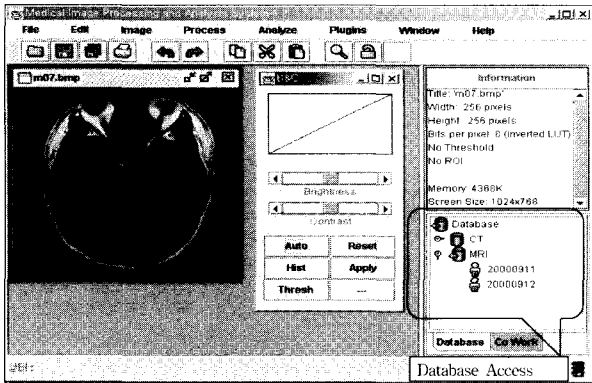 Medical Image Processing and
File Edit Image Process Analyze Plugins Window Help
m07.bmp
B&C
Brightness
Contrast
Auto Reset
Hist Apply
Thresh ...
Information
Title: 'm07.bmp'
Width: 256 pixels
Height: 256 pixels
Bits per pixel: 8 (inverted LUT)
No Threshold
No ROI
Memory: 4368K
Screen Size: 1024x768
Database
CT
MRI
20000911
20000912
Database Co Work
Database Access